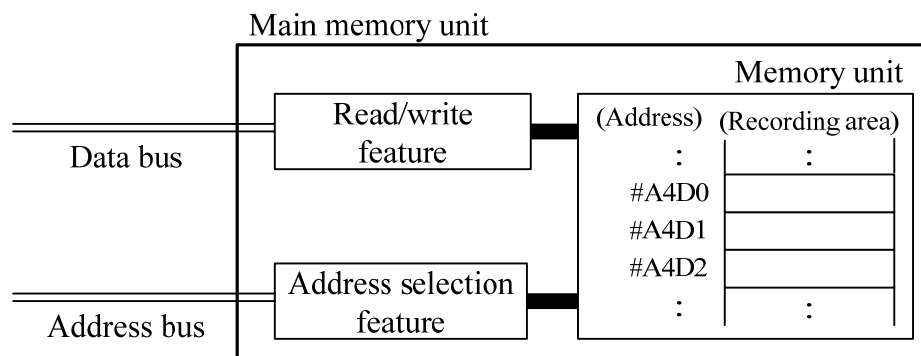 Main memory unit
Memory unit
Read/write
feature
Data bus
(Address) (Recording area)
: :
#A4D0
#A4D1
#A4D2
: :
Address selection
feature
Address bus